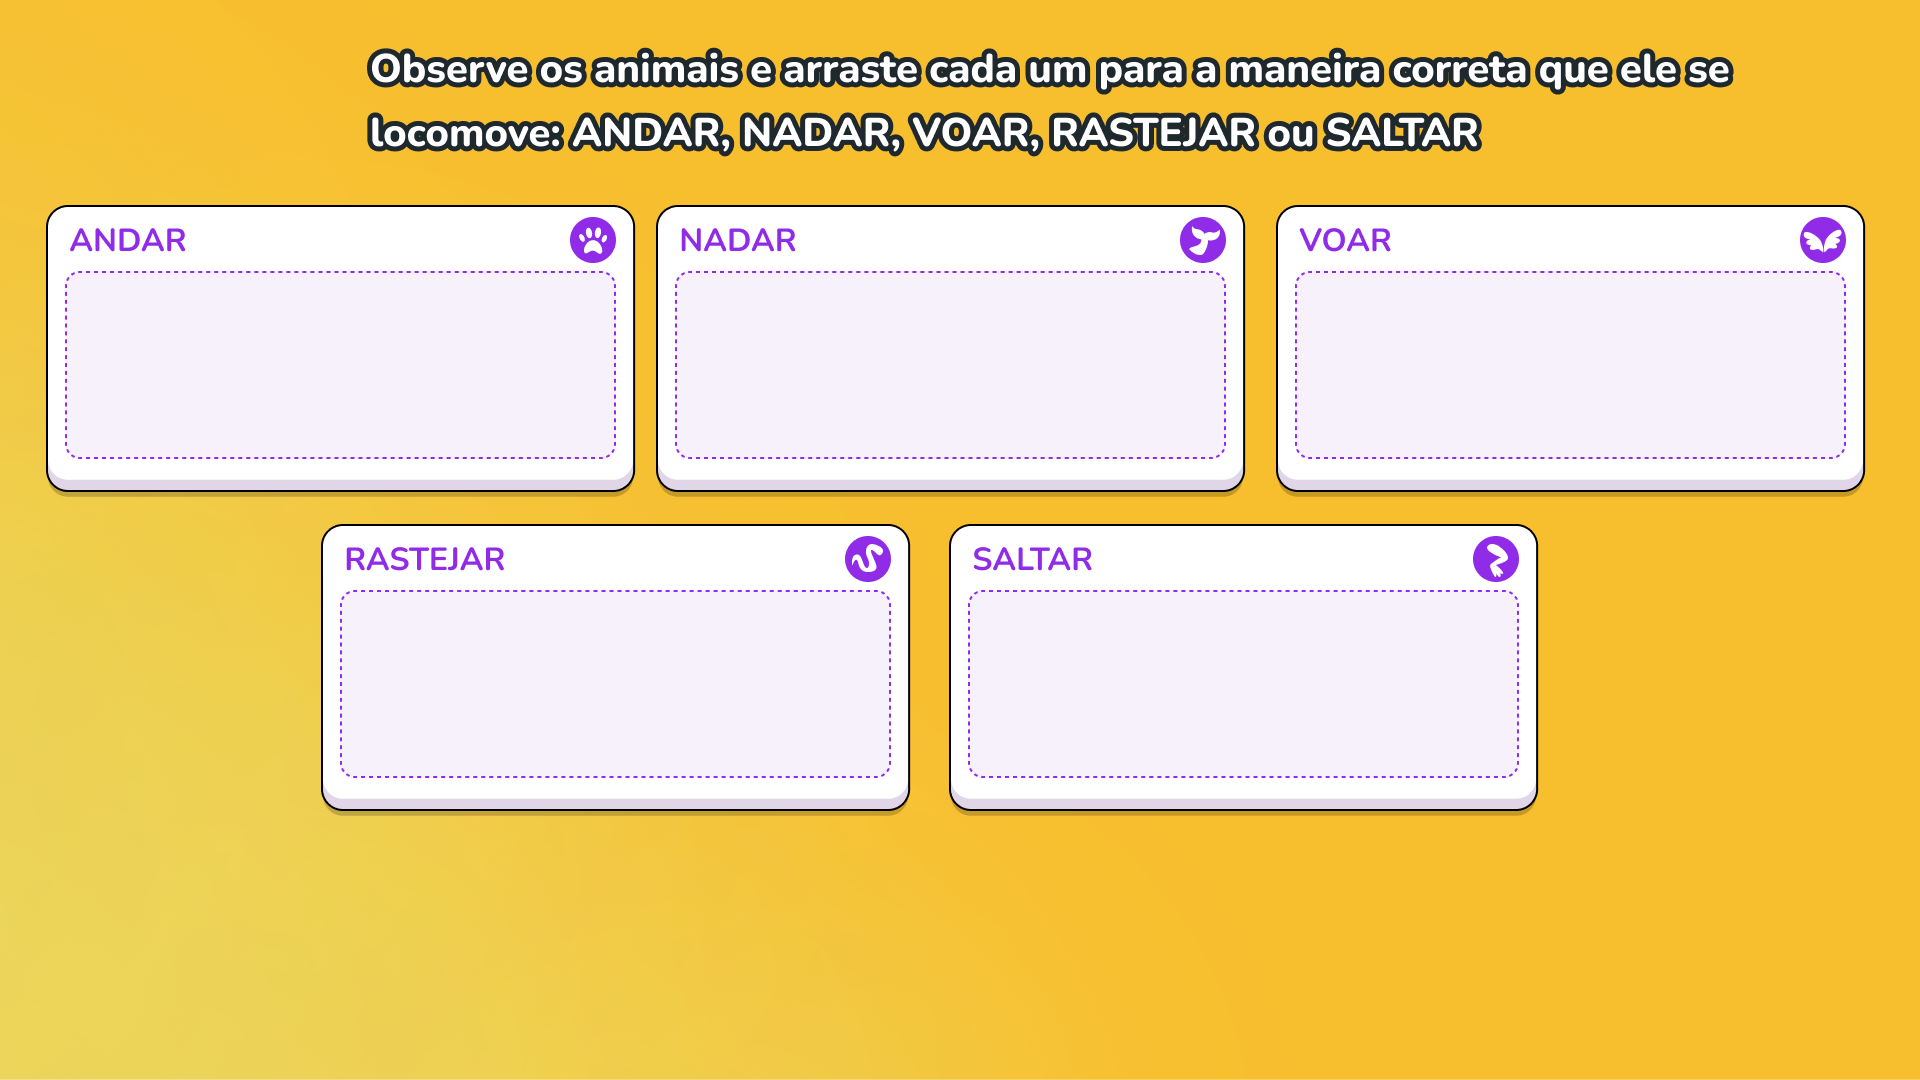 Observe os animais e arraste cada um para a maneira correta que ele se
locomove: ANDAR, NADAR, VOAR, RASTEJAR ou SALTAR
ANDAR
NADAR
VOAR
RASTEJAR
SALTAR